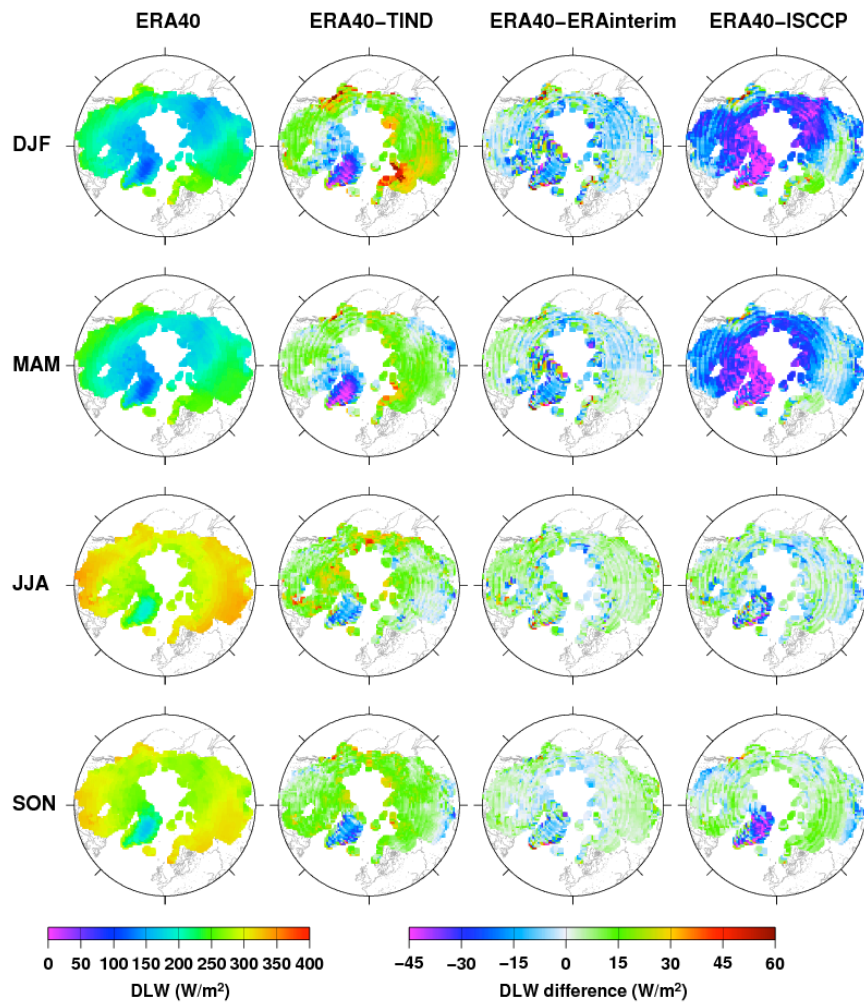 ERA40 ERA40-TIND ERA40-ERAinterim ERA40-ISCCP
DJF
MAM
JJA
SON
0 50 100 150 200 250 300 350 400 -45 -30 -15 0 15 30 45 60
DLW (W/m²) DLW difference (W/m²)